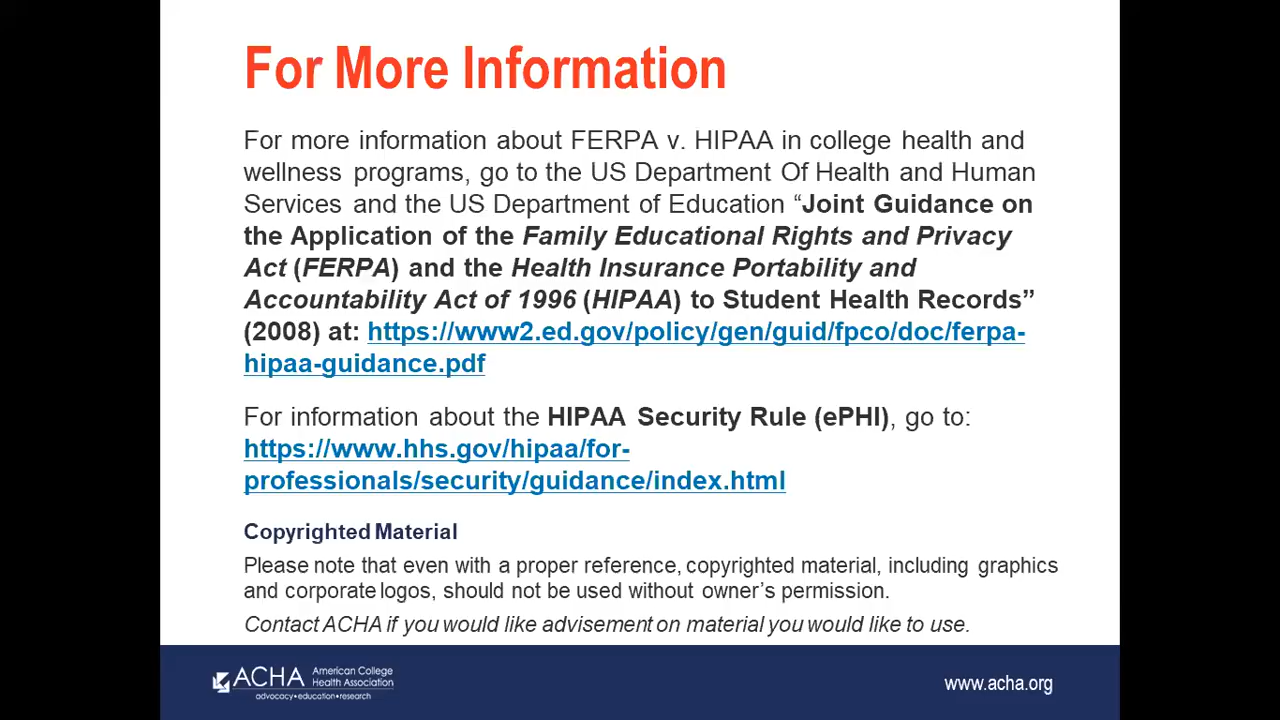 For More Information
For more information about FERPA v. HIPAA in college health and
wellness programs, go to the US Department Of Health and Human
Services and the US Department of Education “Joint Guidance on
the Application of the Family Educational Rights and Privacy
Act (FERPA) and the Health Insurance Portability and
Accountability Act of 1996 (HIPAA) to Student Health Records”
(2008) at: https://www2.ed.gov/policy/gen/guid/fpco/doc/ferpa-
hipaa-guidance.pdf
For information about the HIPAA Security Rule (ePHI), go to:
https://www.hhs.gov/hipaa/for-
professionals/security/guidance/index.html
Copyrighted Material
Please note that even with a proper reference, copyrighted material, including graphics
and corporate logos, should not be used without owner’s permission.
Contact ACHA if you would like advisement on material you would like to use.
ACHA American College
Health Association
advocacy•education•research
www.acha.org